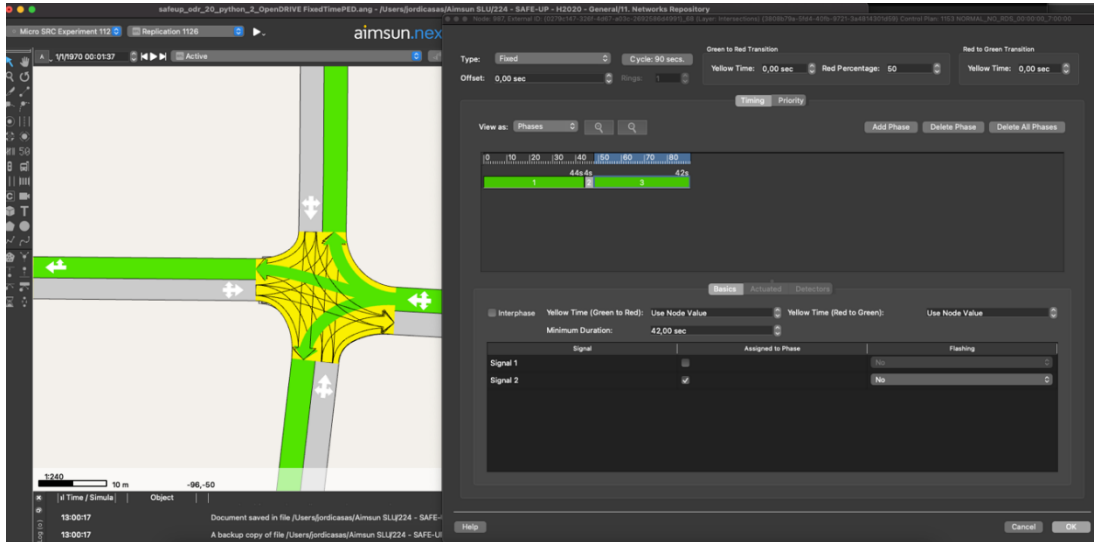 safeup_odr_20_python_2_OpenDRIVE FixedTimePED.ang - /Users/jordicasas/Aimsun SLU/224 - SAFE-UP - H2020 - General/11. Networks Repository
Micro SRC Experiment 112
Replication 1126
aimsun.nex
1/1/1970 00:01:37
Active
1:240
10 m
-96,-50
Time / Simula
Object
13:00:17
Document saved in file /Users/jordicasas/Aimsun SLU/224 - SAFE-
13:00:17
A backup copy of file /Users/jordicasas/Aimsun SLU/224 - SAFE-U
Type:
Fixed
Cycle: 90 secs.
Offset:
0,00 sec
Rings:
1
Green to Red Transition
Yellow Time:
0,00 sec
Red Percentage:
50
Red to Green Transition
Yellow Time:
0,00 sec
Timing
Priority
View as:
Phases
Add Phase
Delete Phase
Delete All Phases
0 10 20 30 40 50 60 70 80
44s 4s 42s
1 2 3
Basics
Actuated
Detectors
Interphase
Yellow Time (Green to Red):
Use Node Value
Yellow Time (Red to Green):
Use Node Value
Minimum Duration:
42,00 sec
Signal
Assigned to Phase
Flashing
Signal 1
No
Signal 2
No
Help
Cancel
OK